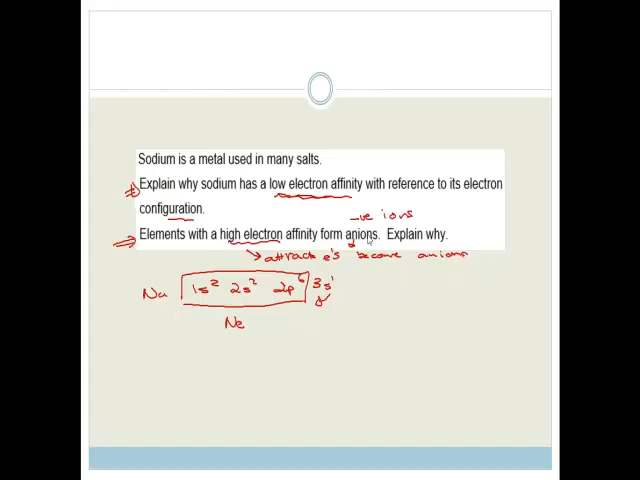 Sodium is a metal used in many salts.
Explain why sodium has a low electron affinity with reference to its electron
configuration.
-ve ions
Elements with a high electron affinity form anions. Explain why.
attract e's become anions
Na 1s² 2s² 2p⁶ 3s¹
Ne